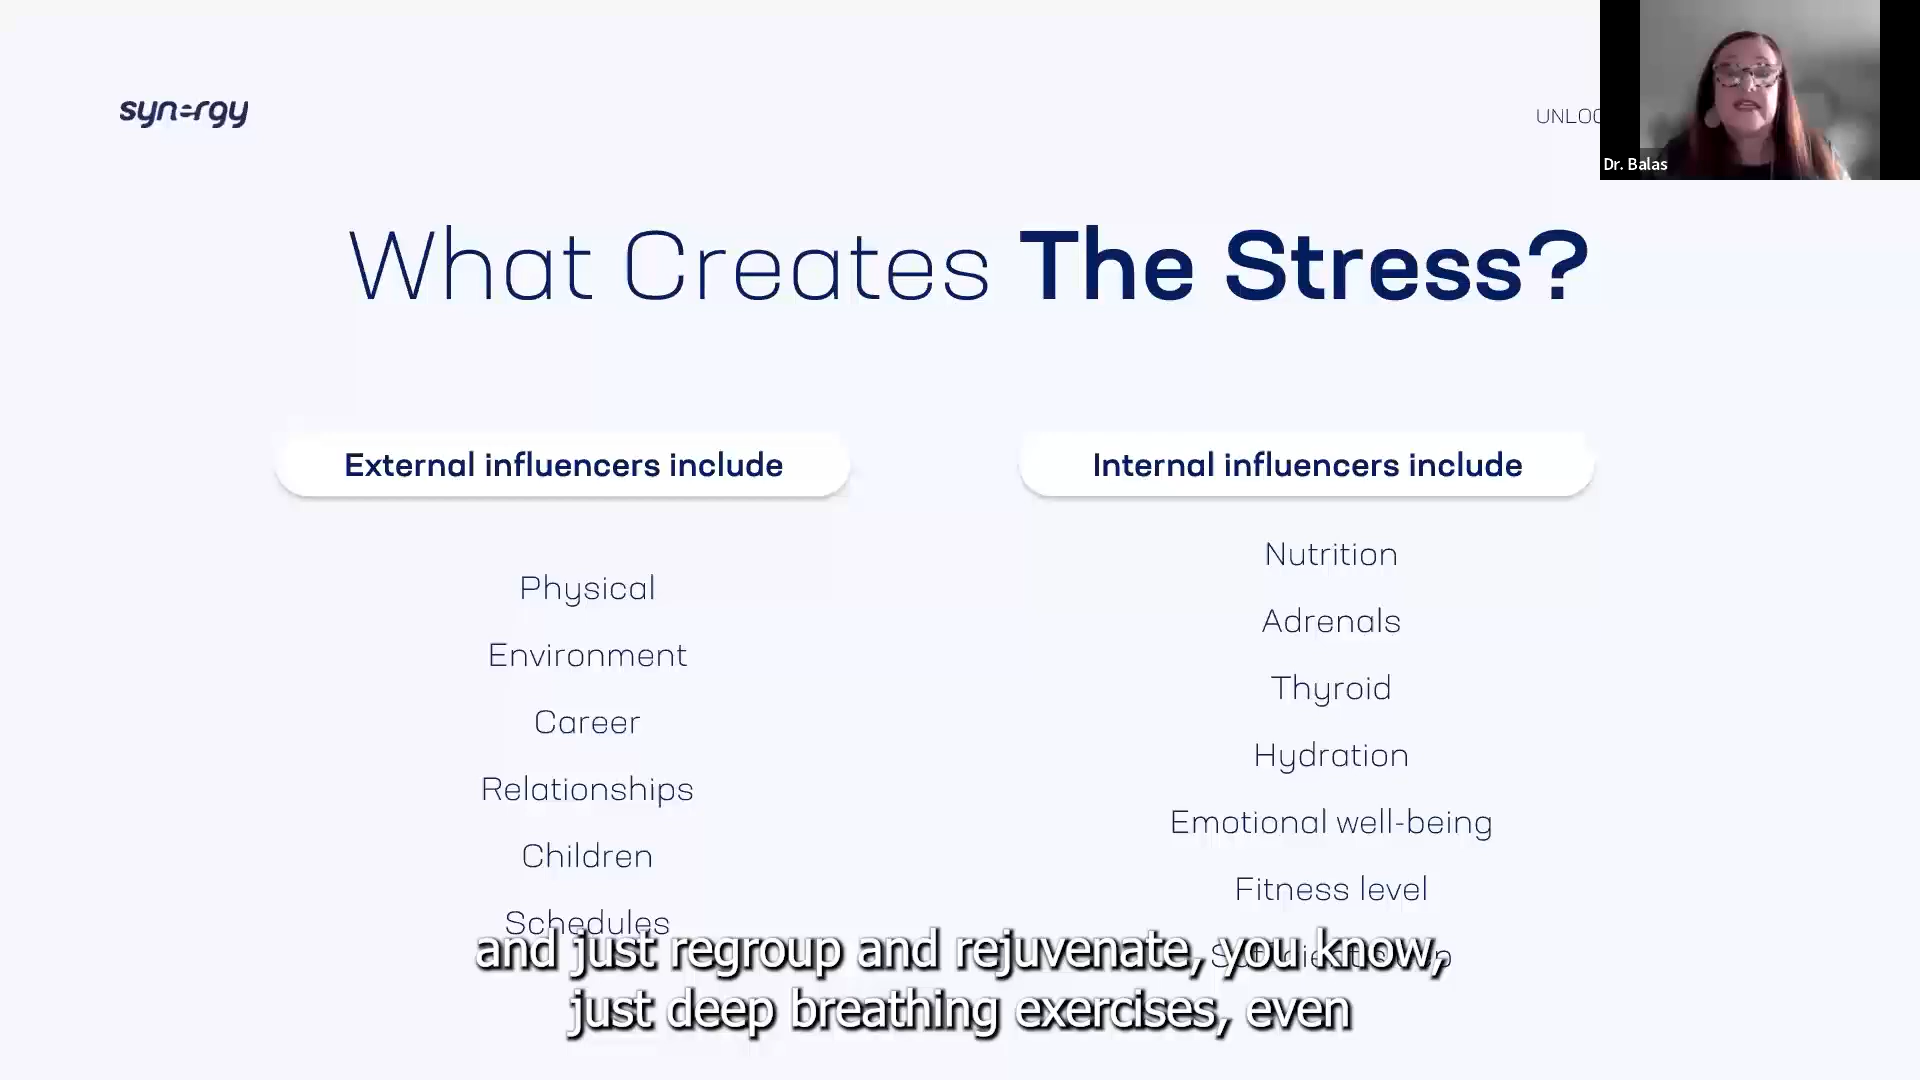 synergy
UNLOC
Dr. Balas
What Creates The Stress?
External influencers include
Physical
Environment
Career
Relationships
Children
Schedules
Internal influencers include
Nutrition
Adrenals
Thyroid
Hydration
Emotional well-being
Fitness level
and just regroup and rejuvenate, you know,
just deep breathing exercises, even